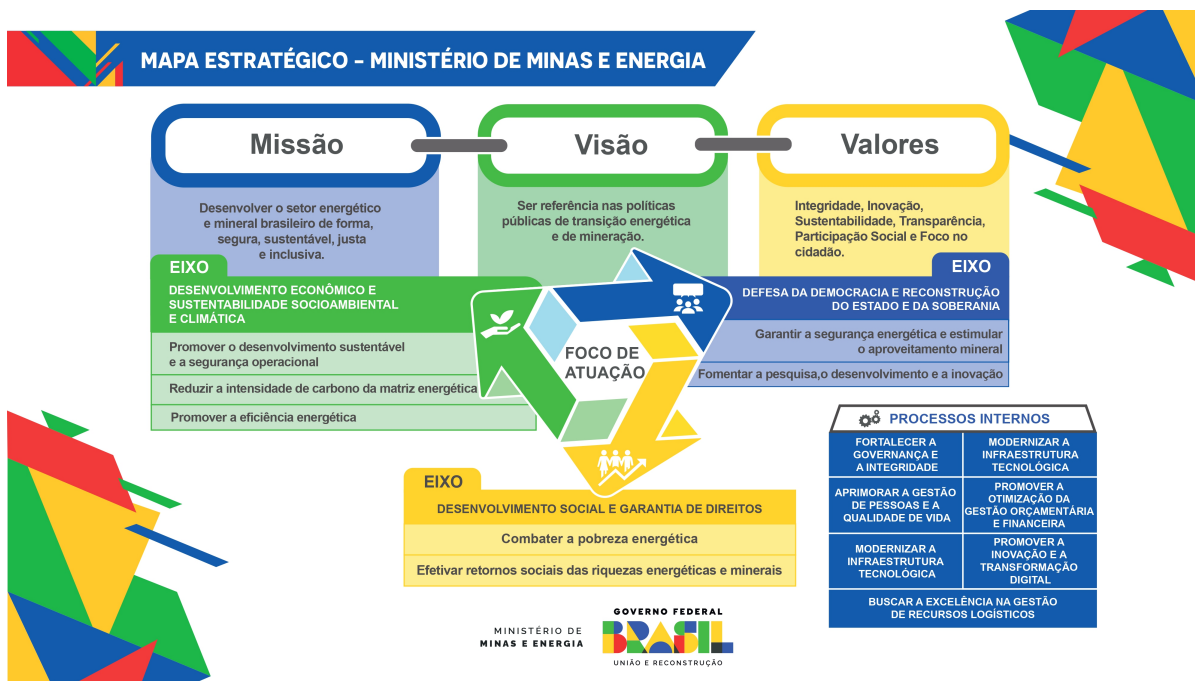 MAPA ESTRATÉGICO - MINISTÉRIO DE MINAS E ENERGIA
Missão
Desenvolver o setor energético
e mineral brasileiro de forma,
segura, sustentável, justa
e inclusiva.
Visão
Ser referência nas políticas
públicas de transição energética
e de mineração.
Valores
Integridade, Inovação,
Sustentabilidade, Transparência,
Participação Social e Foco no
cidadão.
EIXO
DESENVOLVIMENTO ECONÔMICO E
SUSTENTABILIDADE SOCIOAMBIENTAL
E CLIMÁTICA
Promover o desenvolvimento sustentável
e a segurança operacional
Reduzir a intensidade de carbono da matriz energética
Promover a eficiência energética
FOCO DE
ATUAÇÃO
EIXO
DEFESA DA DEMOCRACIA E RECONSTRUÇÃO
DO ESTADO E DA SOBERANIA
Garantir a segurança energética e estimular
o aproveitamento mineral
Fomentar a pesquisa,o desenvolvimento e a inovação
EIXO
DESENVOLVIMENTO SOCIAL E GARANTIA DE DIREITOS
Combater a pobreza energética
Efetivar retornos sociais das riquezas energéticas e minerais
PROCESSOS INTERNOS
FORTALECER A
GOVERNANÇA E
A INTEGRIDADE
MODERNIZAR A
INFRAESTRUTURA
TECNOLÓGICA
APRIMORAR A GESTÃO
DE PESSOAS E A
QUALIDADE DE VIDA
PROMOVER A
OTIMIZAÇÃO DA
GESTÃO ORÇAMENTÁRIA
E FINANCEIRA
MODERNIZAR A
INFRAESTRUTURA
TECNOLÓGICA
PROMOVER A
INOVAÇÃO E A
TRANSFORMAÇÃO
DIGITAL
BUSCAR A EXCELÊNCIA NA GESTÃO
DE RECURSOS LOGÍSTICOS
MINISTÉRIO DE
MINAS E ENERGIA
GOVERNO FEDERAL
BRASIL
UNIÃO E RECONSTRUÇÃO